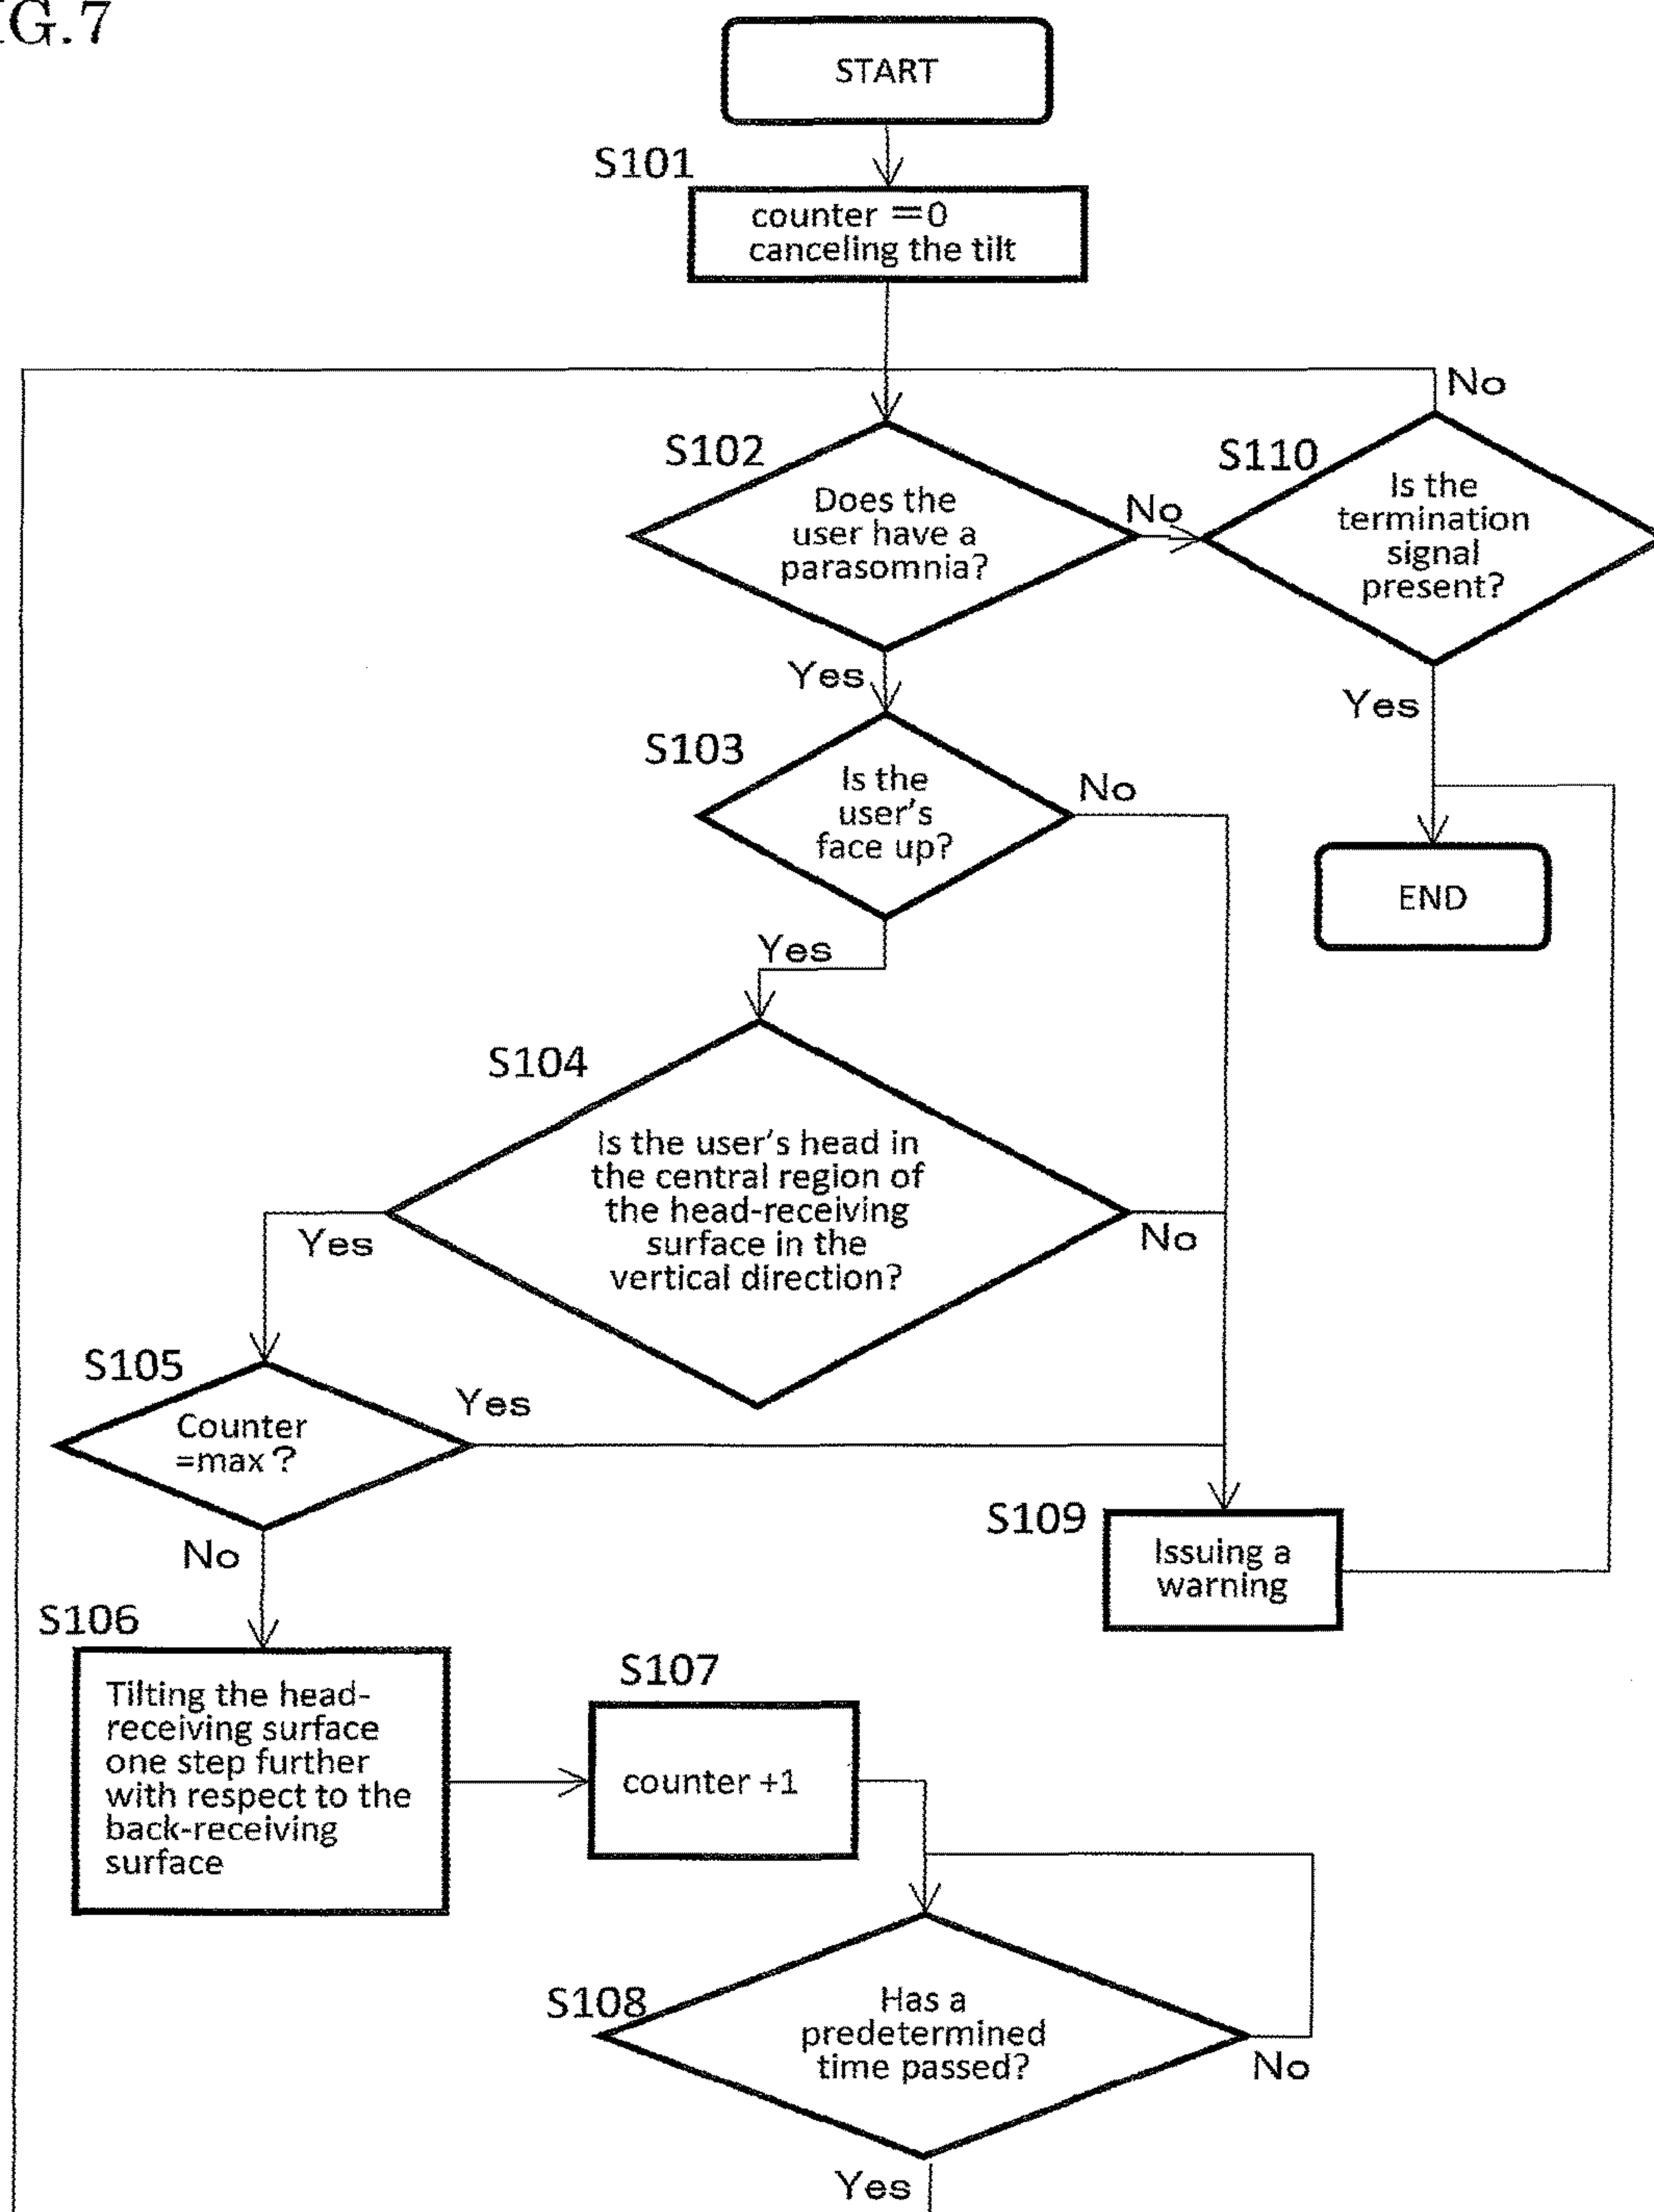 IG.7
START
S101
counter =0
canceling the tilt
No
S102
Does the
user have a
parasomnia?
No
S110
Is the
termination
signal
present?
Yes
Yes
S103
Is the
user's
face up?
No
END
Yes
S104
Is the user's head in
the central region of
the head-receiving
surface in the
vertical direction?
Yes
No
S105
Counter
=max?
Yes
No
S109
Issuing a
warning
S106
Tilting the head-
receiving surface
one step further
with respect to the
back-receiving
surface
S107
counter +1
S108
Has a
predetermined
time passed?
No
Yes